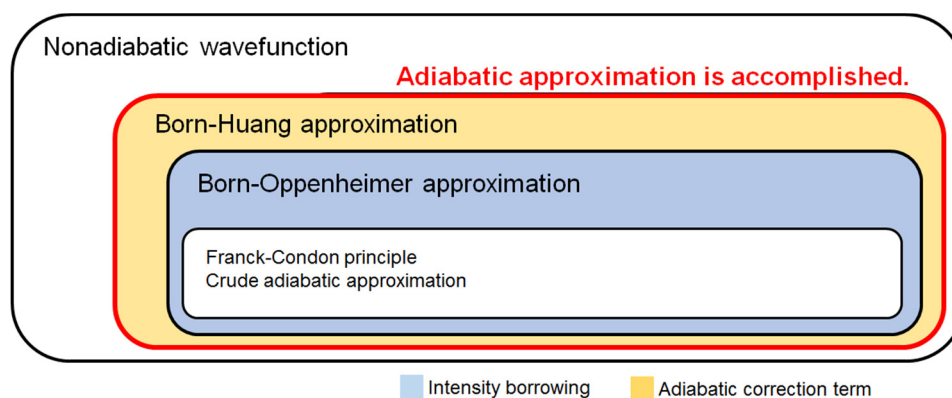 Nonadiabatic wavefunction
Adiabatic approximation is accomplished.
Born-Huang approximation
Born-Oppenheimer approximation
Franck-Condon principle
Crude adiabatic approximation
Intensity borrowing
Adiabatic correction term